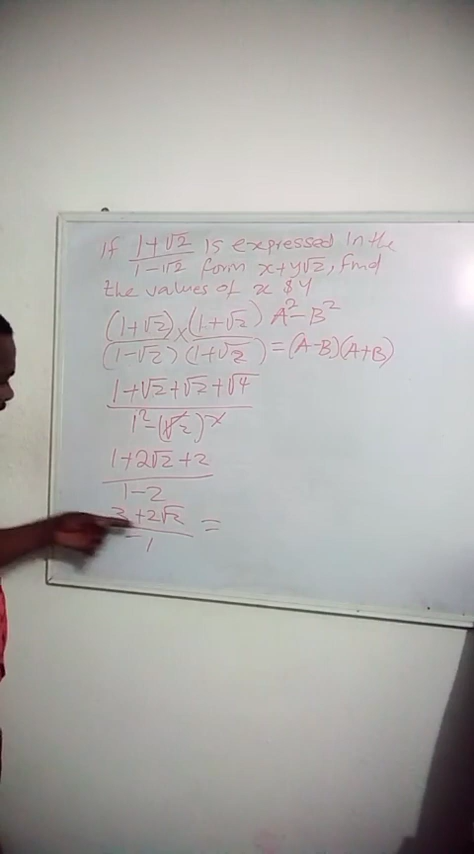 If (1+√2)/(1-√2) is expressed in the
form x+y√2, find
the values of x & y
(1+√2)/(1-√2) × (1+√2)/(1+√2) A²-B²
=(A-B)(A+B)
(1+√2+√2+√4)/(1²-(√2)²)
(1+2√2+2)/(1-2)
(3+2√2)/(-1) =